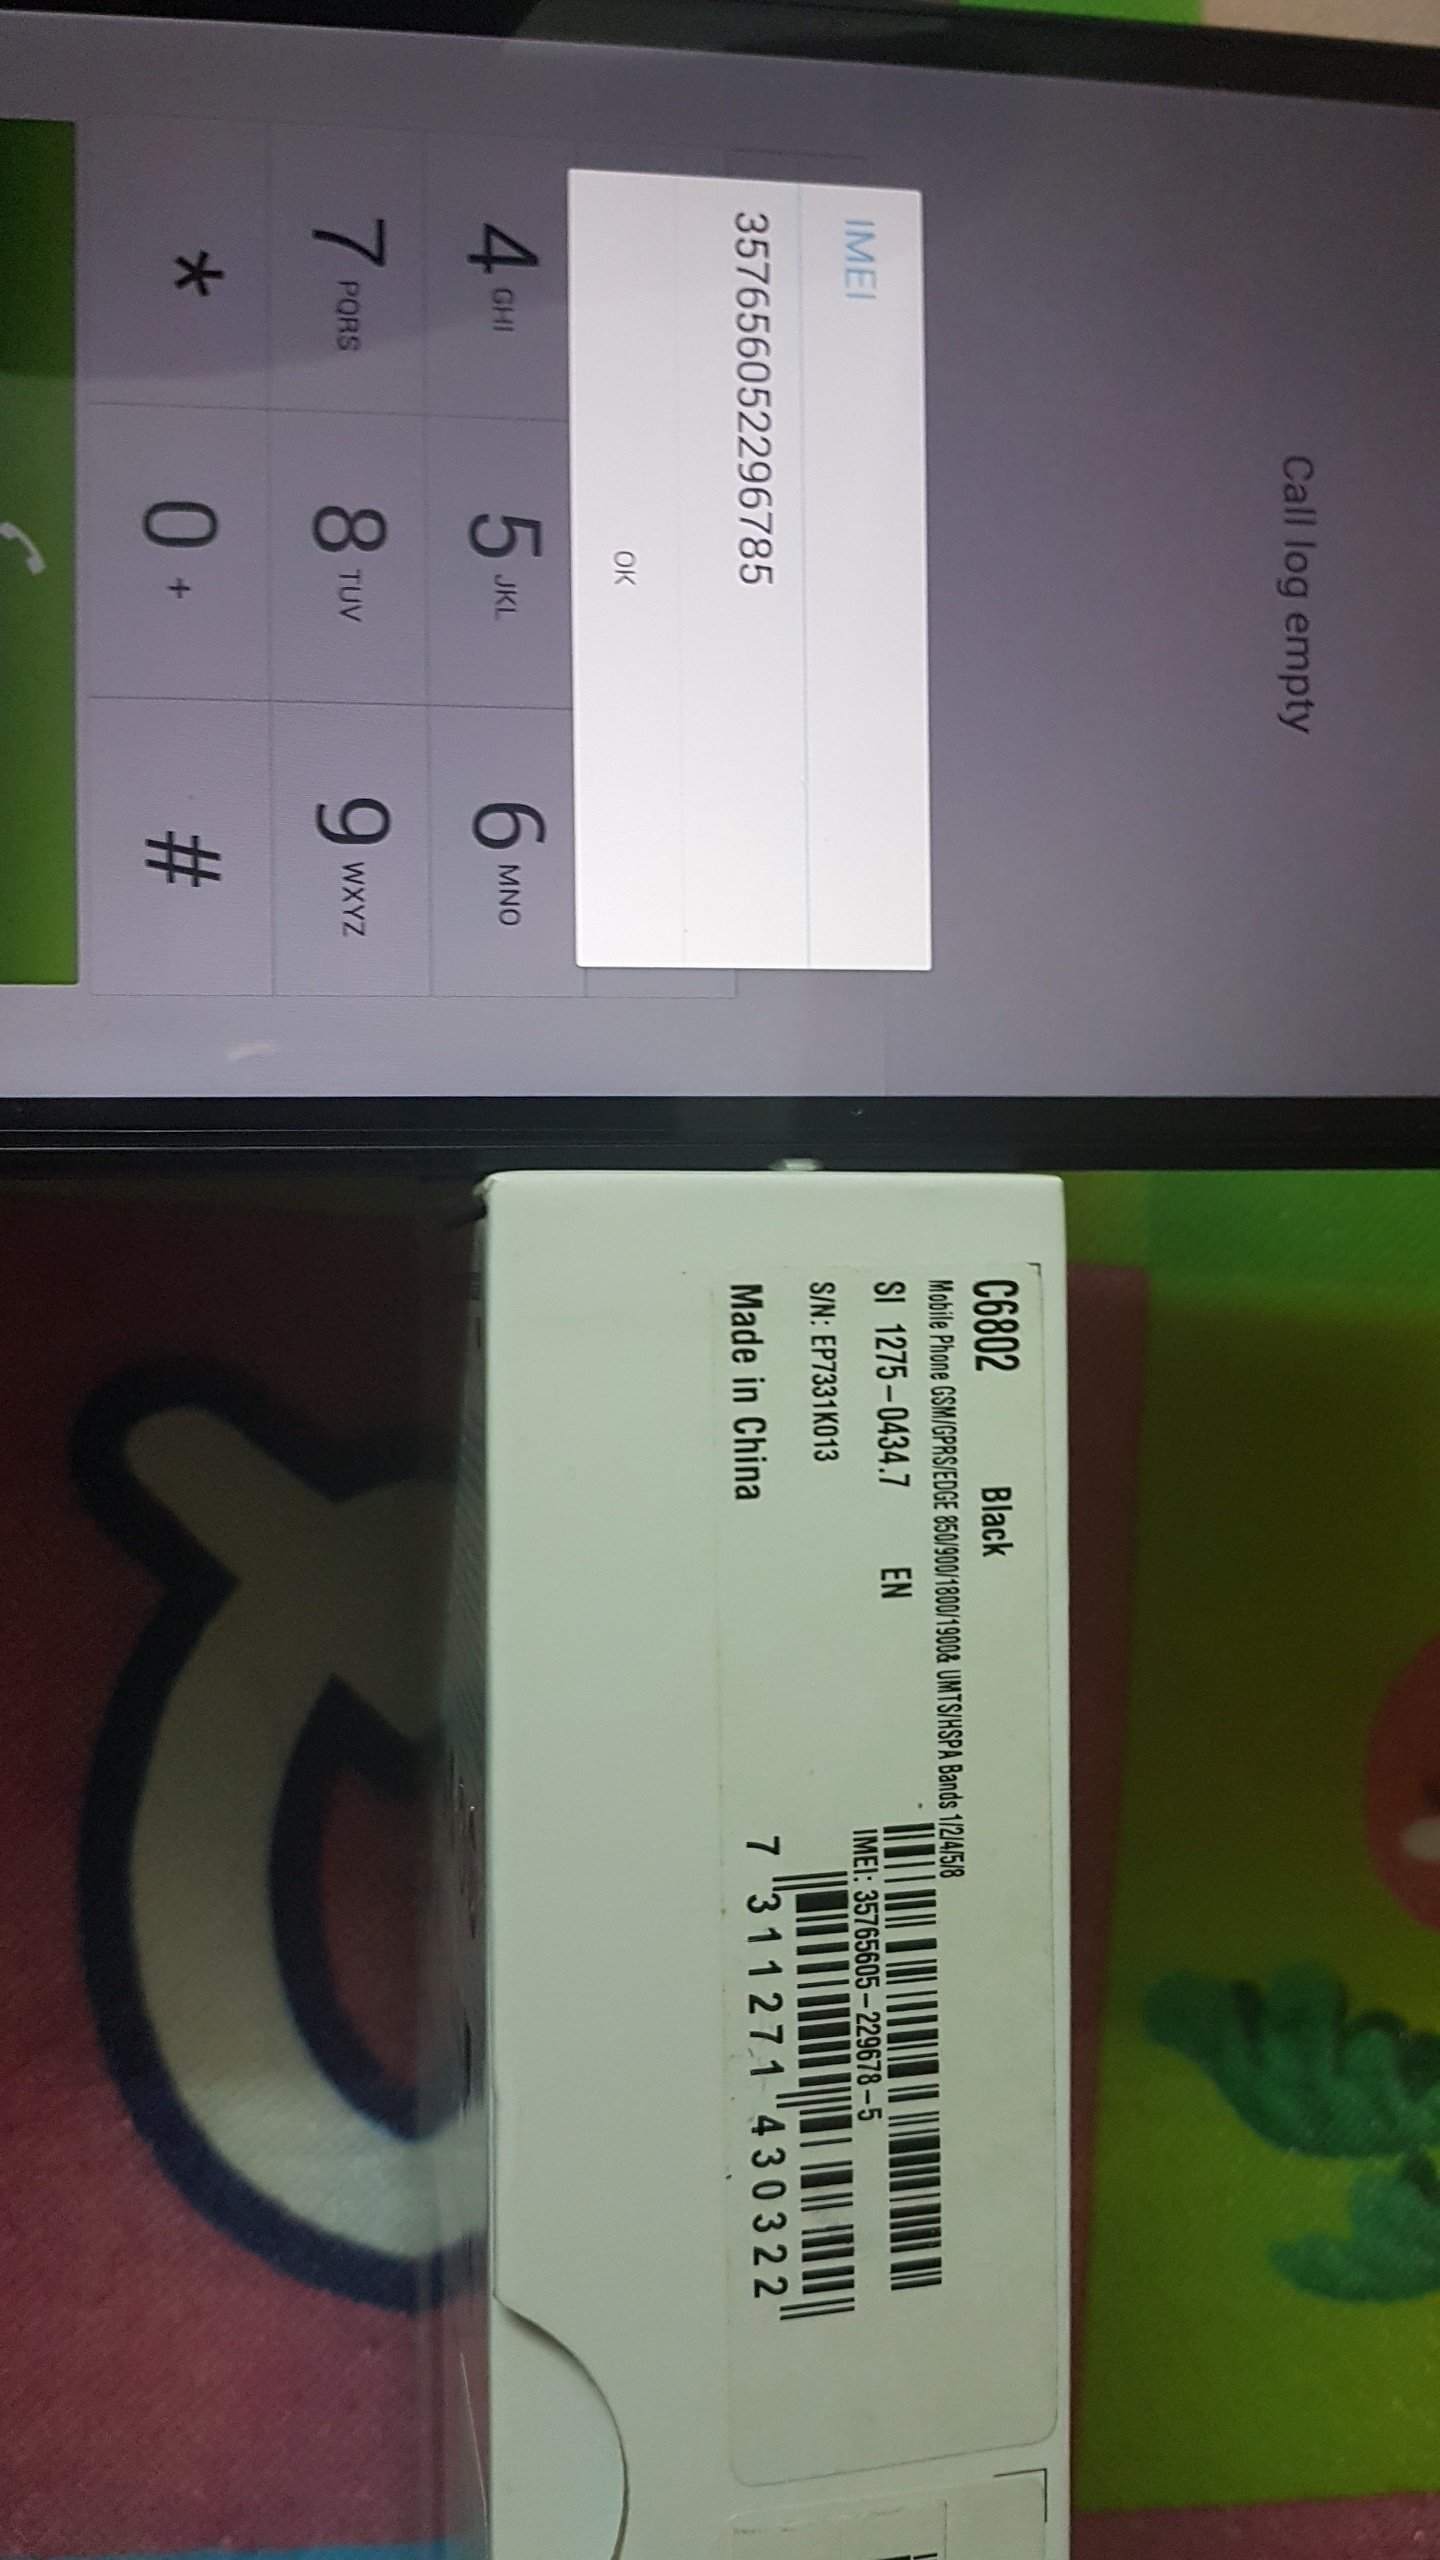 Call log empty
IMEI
357656052296785
OK
4 GHI 5 JKL 6 MNO
7 PQRS 8 TUV 9 WXYZ
* 0 + #
C6802 Black
Mobile Phone GSM/GPRS/EDGE 850/900/1800/1900& UMTS/HSPA Bands 1/2/4/5/8
SI 1275-0434.7 EN
IMEI: 35765605-229678-5
S/N: EP7331K013
Made in China
7 311271 430322